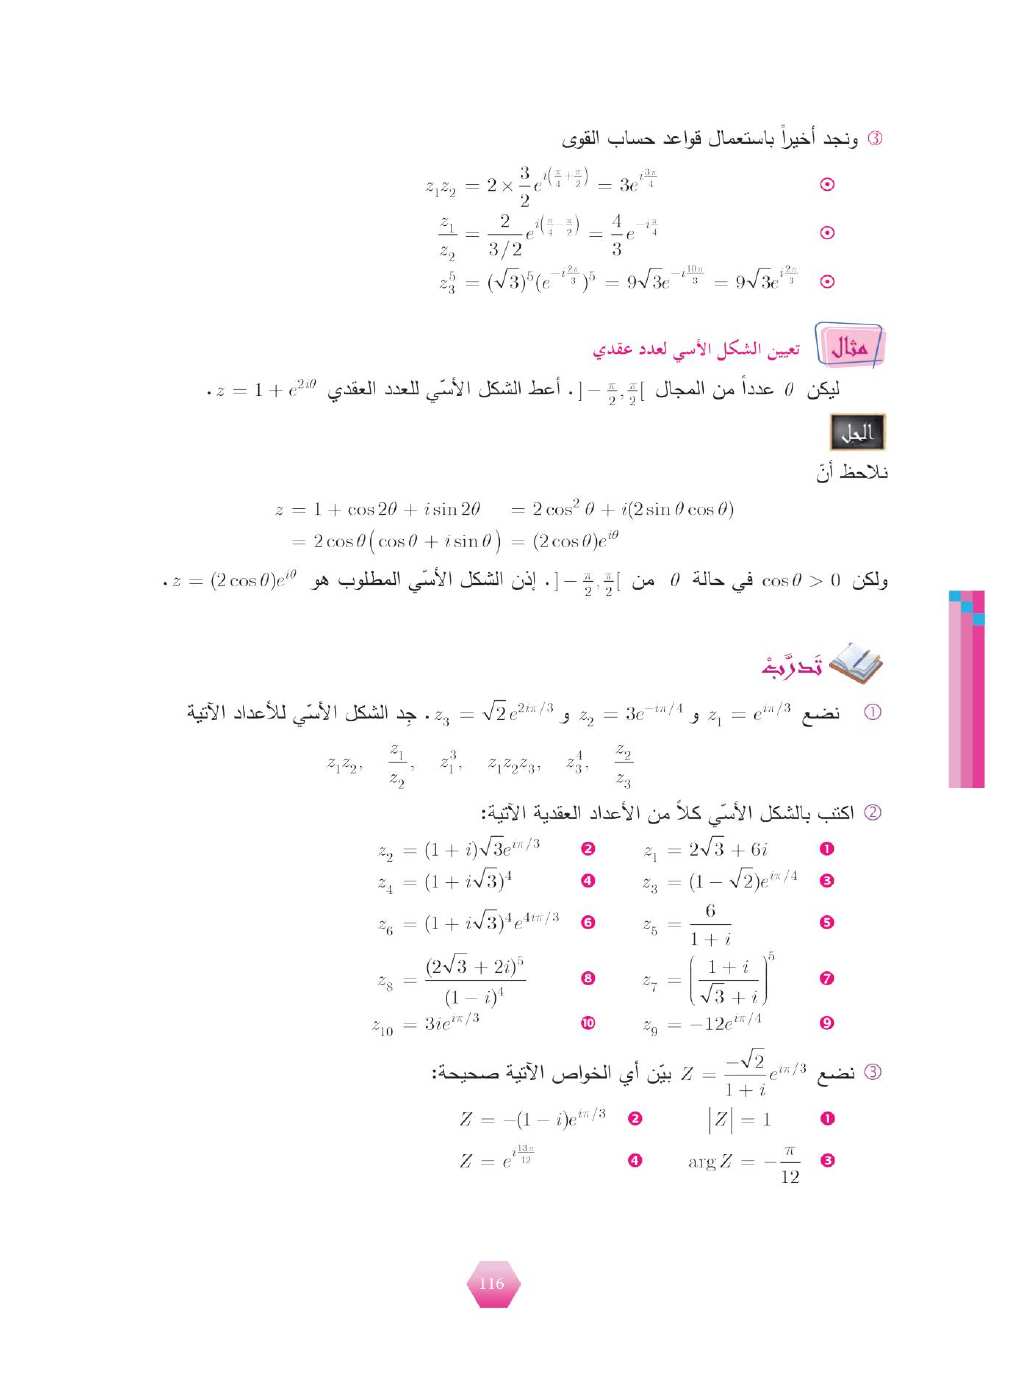 ③ ونجد أخيراً باستعمال قواعد حساب القوى
⊙ z₁z₂ = 2 × 3/2 e^{i(π/4 + π/2)} = 3e^{i3π/4}
⊙ z₁/z₂ = 2/(3/2) e^{i(π/4 − π/2)} = 4/3 e^{−iπ/4}
⊙ z₃⁵ = (√3)⁵(e^{−i2π/3})⁵ = 9√3e^{−i10π/3} = 9√3e^{i2π/3}
مثال تعيين الشكل الأسي لعدد عقدي
ليكن θ عدداً من المجال ]−π/2, π/2[. أعط الشكل الأسّي للعدد العقدي z = 1 + e^{2iθ}.
الحل
نلاحظ أنّ
z = 1 + cos 2θ + i sin 2θ = 2 cos² θ + i(2 sin θ cos θ)
= 2 cos θ(cos θ + i sin θ) = (2 cos θ)e^{iθ}
ولكن cos θ > 0 في حالة θ من ]−π/2, π/2[. إذن الشكل الأسّي المطلوب هو z = (2 cos θ)e^{iθ}.
تَدرَّبْ
① نضع z₁ = e^{iπ/3} و z₂ = 3e^{−iπ/4} و z₃ = √2 e^{2iπ/3}. جِد الشكل الأسّي للأعداد الآتية
z₁z₂, z₁/z₂, z₁³, z₁z₂z₃, z₃⁴, z₂/z₃
② اكتب بالشكل الأسّي كلاً من الأعداد العقدية الآتية:
❶ z₁ = 2√3 + 6i ❷ z₂ = (1 + i)√3e^{iπ/3}
❸ z₃ = (1 − √2)e^{iπ/4} ❹ z₄ = (1 + i√3)⁴
❺ z₅ = 6/(1 + i) ❻ z₆ = (1 + i√3)⁴e^{4iπ/3}
❼ z₇ = ((1 + i)/(√3 + i))⁵ ❽ z₈ = (2√3 + 2i)⁵/(1 − i)⁴
❾ z₉ = −12e^{iπ/4} ❿ z₁₀ = 3ie^{iπ/3}
③ نضع Z = −√2/(1 + i) e^{iπ/3} بيّن أي الخواص الآتية صحيحة:
❶ |Z| = 1 ❷ Z = −(1 − i)e^{iπ/3}
❸ arg Z = −π/12 ❹ Z = e^{i13π/12}
116